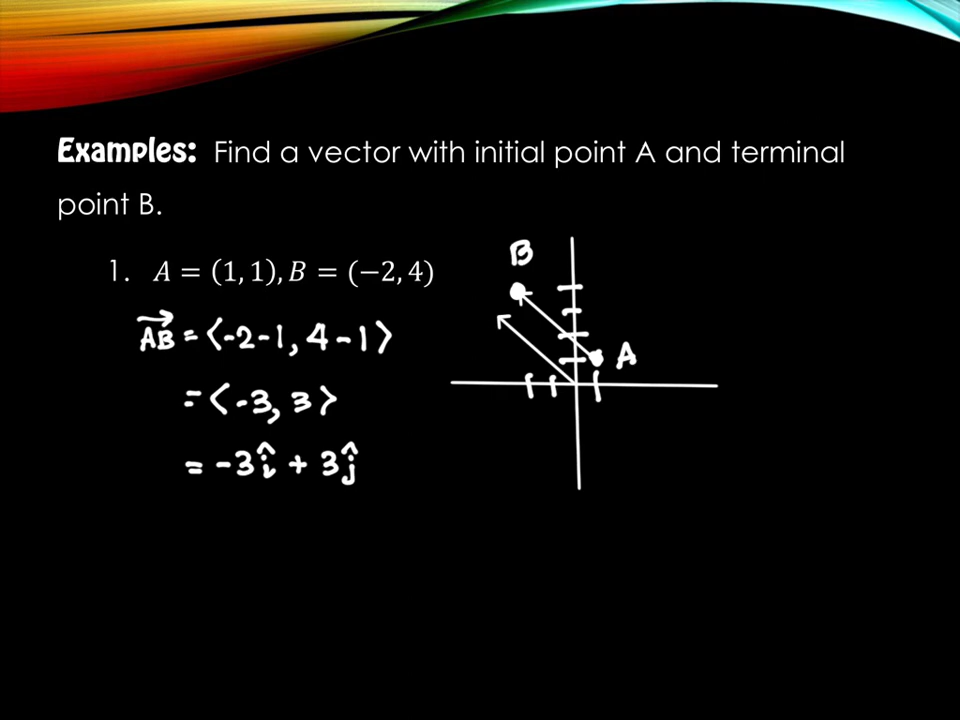 Examples: Find a vector with initial point A and terminal
point B.
1. 𝐴 = (1, 1), 𝐵 = (−2, 4)
B
A
$\overrightarrow{AB}$ = ⟨-2-1, 4-1⟩
= ⟨-3, 3⟩
= -3î + 3ĵ